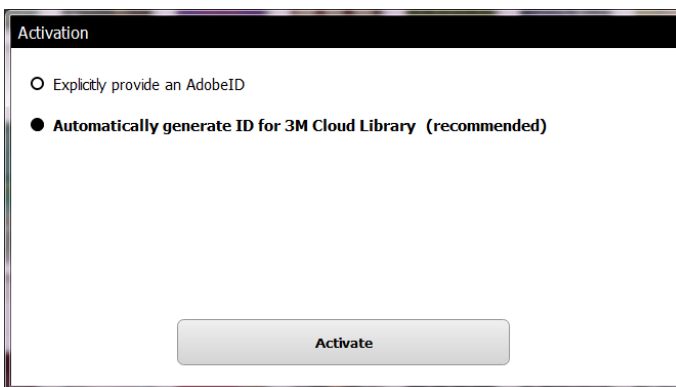 Activation
Explicitly provide an AdobeID
Automatically generate ID for 3M Cloud Library (recommended)
Activate